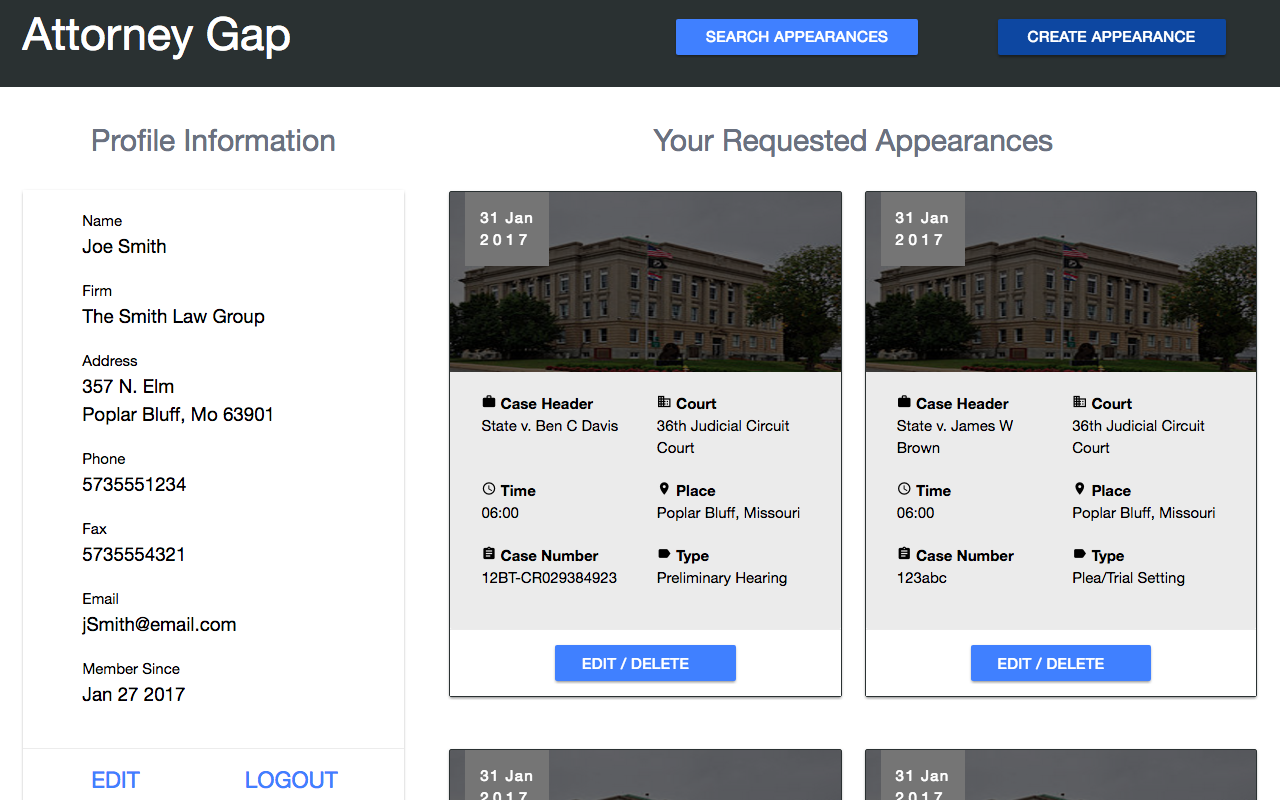 Attorney Gap
SEARCH APPEARANCES
CREATE APPEARANCE
Profile Information
Name
Joe Smith
Firm
The Smith Law Group
Address
357 N. Elm
Poplar Bluff, Mo 63901
Phone
5735551234
Fax
5735554321
Email
jSmith@email.com
Member Since
Jan 27 2017
EDIT
LOGOUT
Your Requested Appearances
31 Jan
2017
Case Header
State v. Ben C Davis
Court
36th Judicial Circuit
Court
Time
06:00
Place
Poplar Bluff, Missouri
Case Number
12BT-CR029384923
Type
Preliminary Hearing
EDIT / DELETE
31 Jan
2017
Case Header
State v. James W
Brown
Court
36th Judicial Circuit
Court
Time
06:00
Place
Poplar Bluff, Missouri
Case Number
123abc
Type
Plea/Trial Setting
EDIT / DELETE
31 Jan
2017
31 Jan
2017